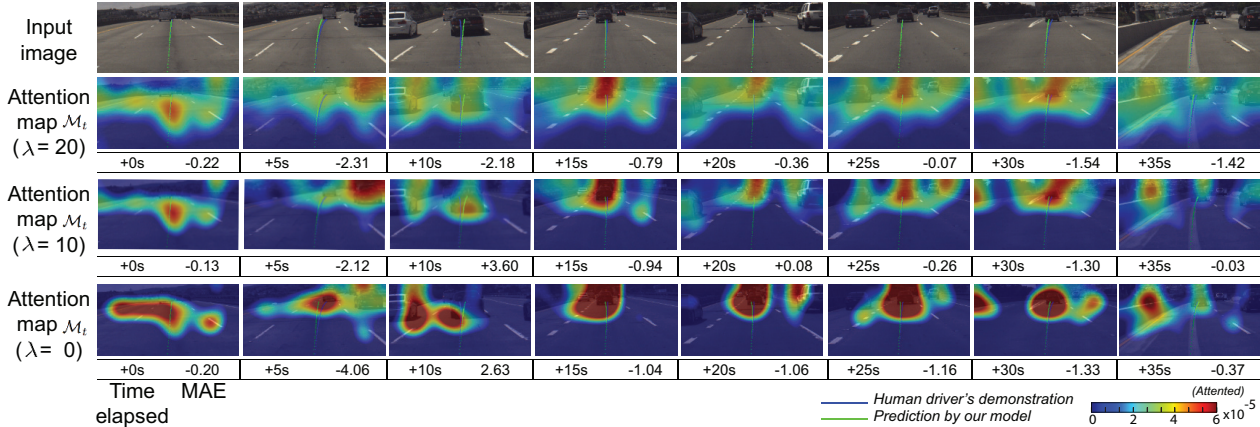 Input
image
Attention
map ℳt
(λ= 20)
+0s -0.22 +5s -2.31 +10s -2.18 +15s -0.79 +20s -0.36 +25s -0.07 +30s -1.54 +35s -1.42
Attention
map ℳt
(λ= 10)
+0s -0.13 +5s -2.12 +10s +3.60 +15s -0.94 +20s +0.08 +25s -0.26 +30s -1.30 +35s -0.03
Attention
map ℳt
(λ= 0)
+0s -0.20 +5s -4.06 +10s 2.63 +15s -1.04 +20s -1.06 +25s -1.16 +30s -1.33 +35s -0.37
Time elapsed MAE
Human driver's demonstration
Prediction by our model
(Attented)
0 2 4 6 x10-5